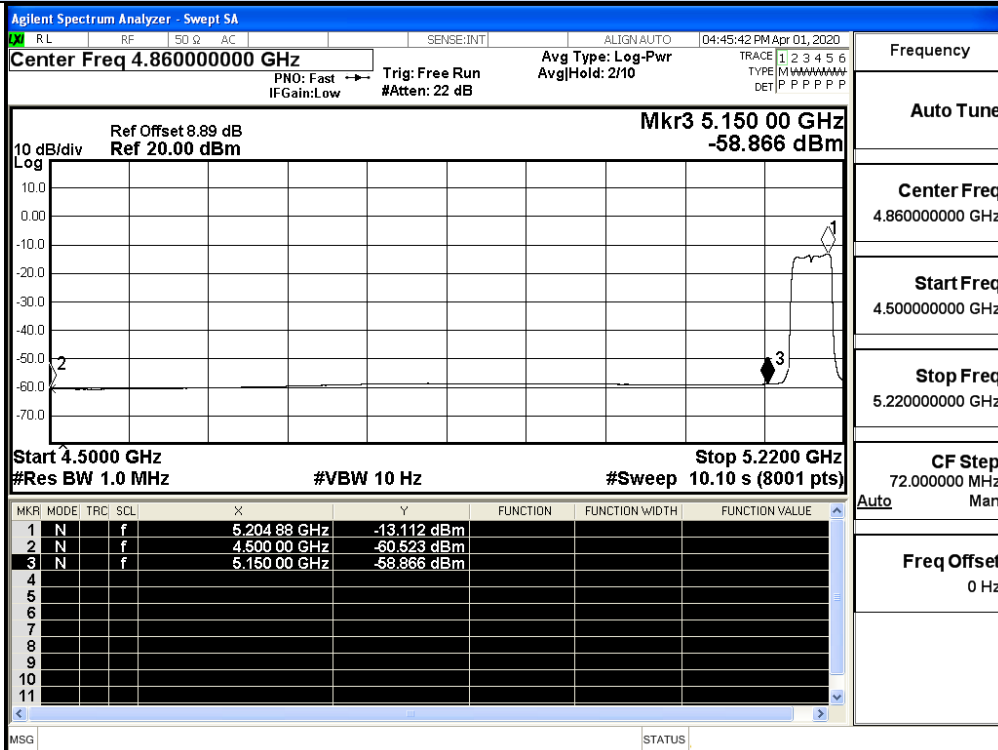 Agilent Spectrum Analyzer - Swept SA
LXI RL RF 50 Ω AC SENSE:INT ALIGN AUTO 04:45:42 PM Apr 01, 2020
Center Freq 4.860000000 GHz
PNO: Fast
IFGain:Low
Trig: Free Run
#Atten: 22 dB
Avg Type: Log-Pwr
Avg|Hold: 2/10
TRACE 1 2 3 4 5 6
TYPE M W W W W W
DET P P P P P P
Ref Offset 8.89 dB
Ref 20.00 dBm
10 dB/div
Log
Mkr3 5.150 00 GHz
-58.866 dBm
10.0
0.00
-10.0
-20.0
-30.0
-40.0
-50.0
-60.0
-70.0
1
2
3
Start 4.5000 GHz
Stop 5.2200 GHz
#Res BW 1.0 MHz
#VBW 10 Hz
#Sweep 10.10 s (8001 pts)
MKR MODE TRC SCL X Y FUNCTION FUNCTION WIDTH FUNCTION VALUE
1 N f 5.204 88 GHz -13.112 dBm
2 N f 4.500 00 GHz -60.523 dBm
3 N f 5.150 00 GHz -58.866 dBm
4
5
6
7
8
9
10
11
MSG
STATUS
Frequency
Auto Tune
Center Freq
4.860000000 GHz
Start Freq
4.500000000 GHz
Stop Freq
5.220000000 GHz
CF Step
72.000000 MHz
Auto Man
Freq Offset
0 Hz